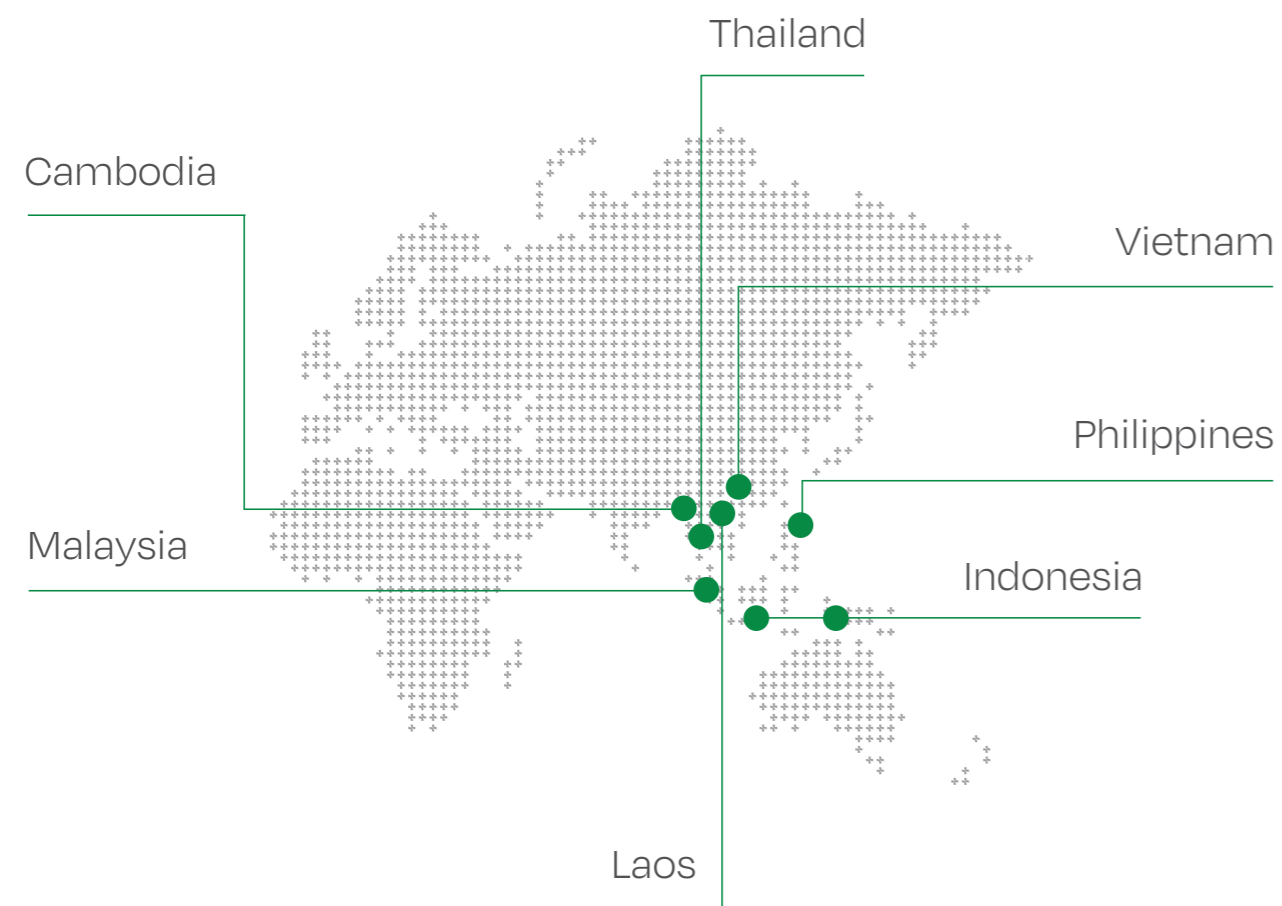 Thailand
Cambodia
Vietnam
Philippines
Malaysia
Indonesia
Laos